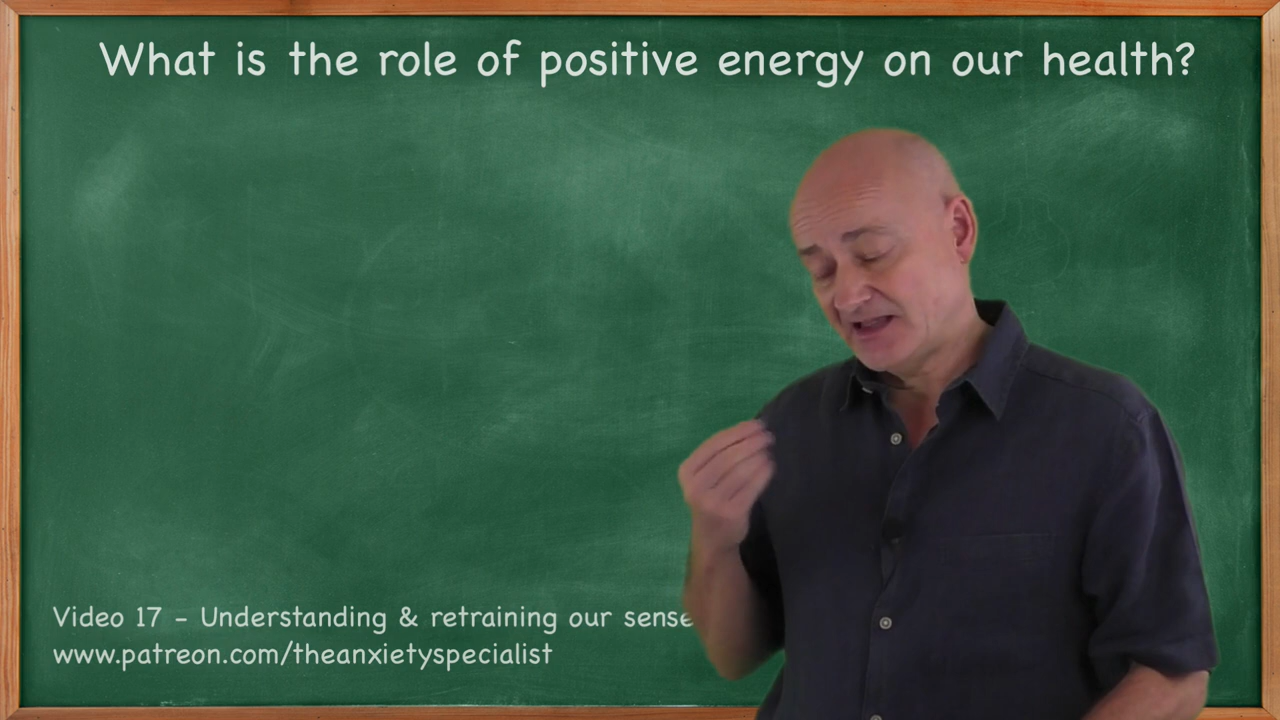 What is the role of positive energy on our health?
Video 17 - Understanding & retraining our sense
www.patreon.com/theanxietyspecialist